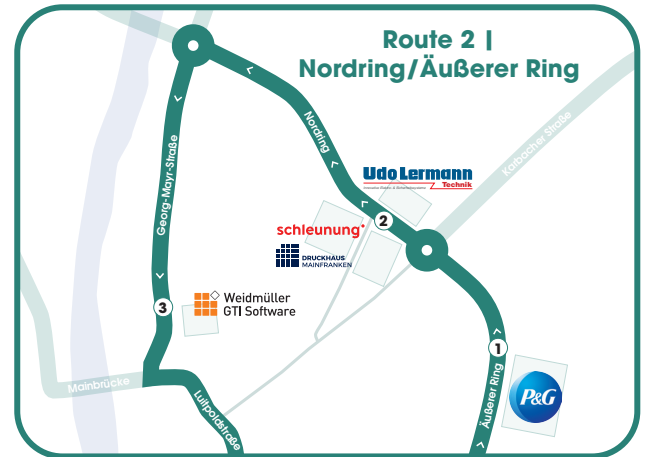 Route 2 |
Nordring/Äußerer Ring
Karbacher Straße
Nordring
Georg-Mayr-Straße
Udo Lermann
Technik
2
schleunung
DRUCKHAUS
MAINFRANKEN
3
Weidmüller
GTI Software
1
Äußerer Ring
P&G
Mainbrücke
Luitpoldstraße